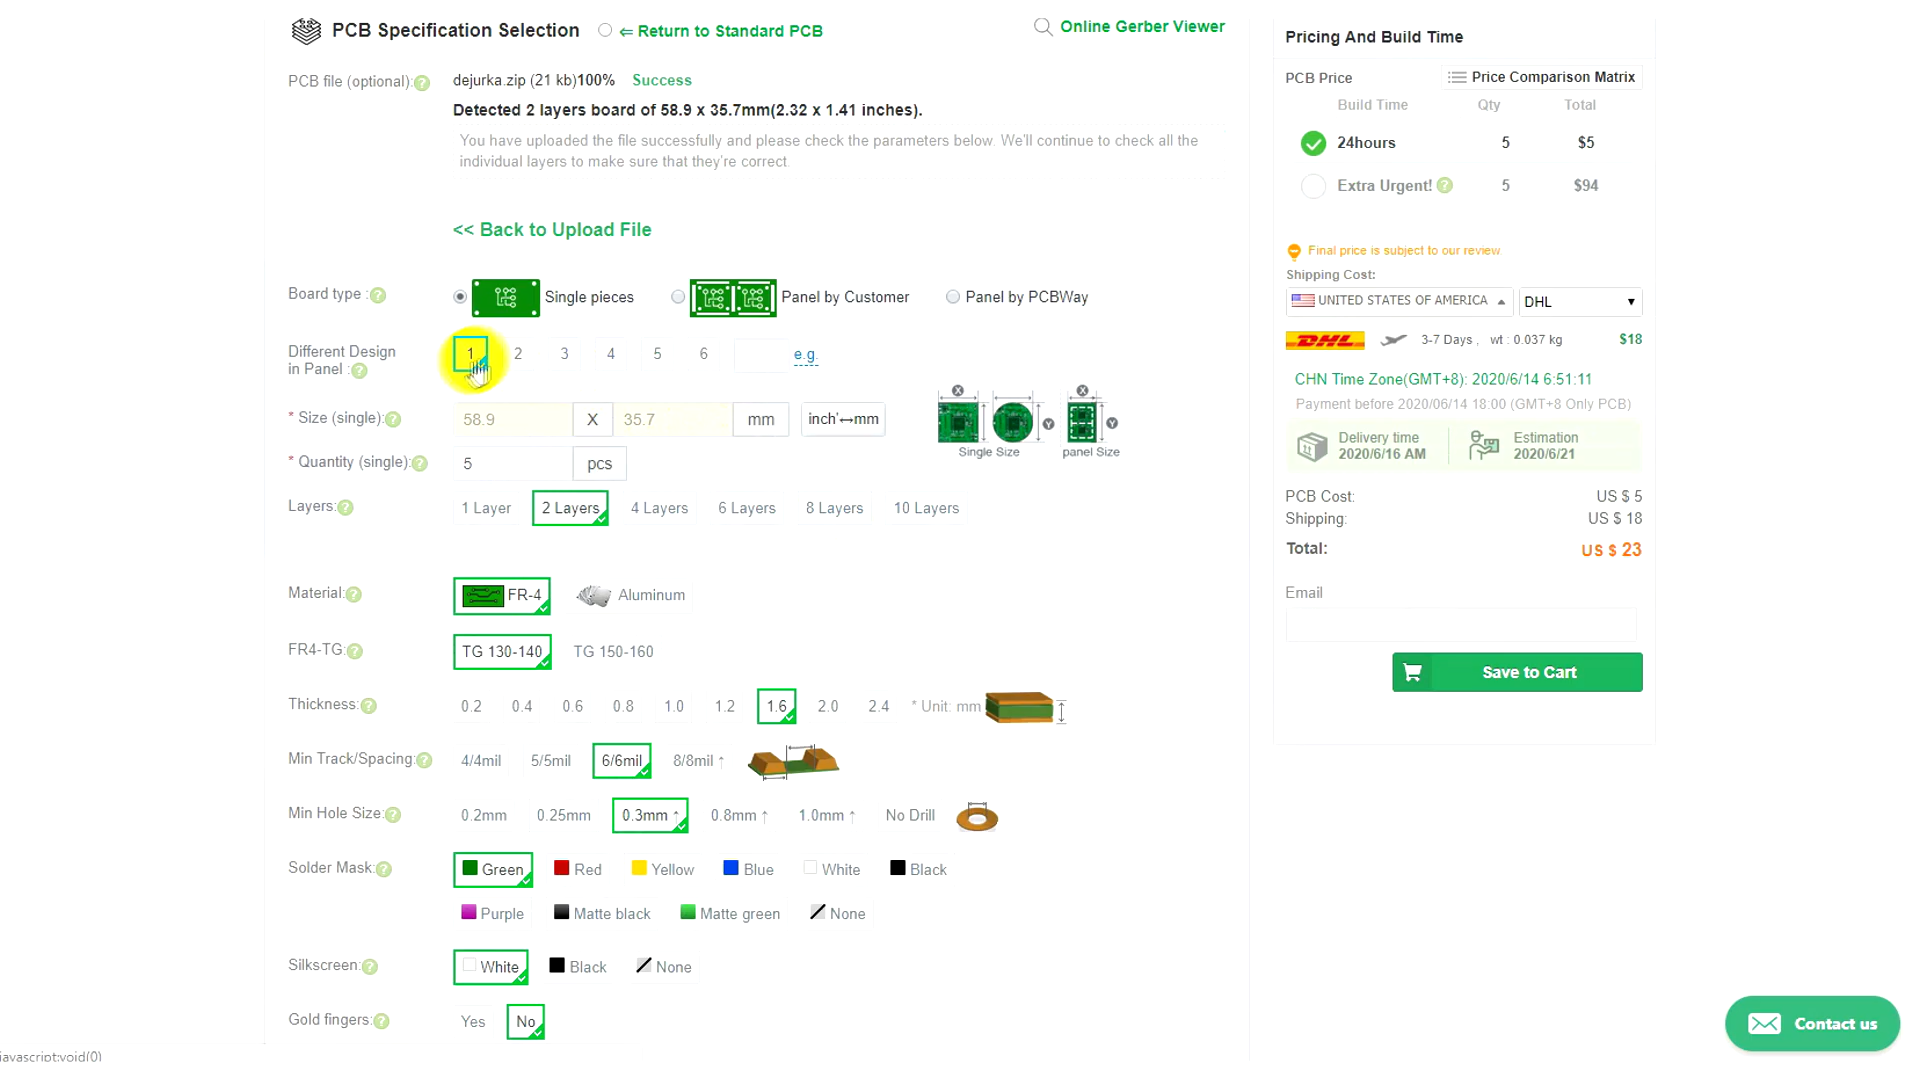 PCB Specification Selection ⇐ Return to Standard PCB
Online Gerber Viewer
PCB file (optional): dejurka.zip (21 kb)100% Success
Detected 2 layers board of 58.9 x 35.7mm(2.32 x 1.41 inches).
You have uploaded the file successfully and please check the parameters below. We'll continue to check all the
individual layers to make sure that they're correct.
<< Back to Upload File
Board type : Single pieces Panel by Customer Panel by PCBWay
Different Design
in Panel : 1 2 3 4 5 6 e.g.
* Size (single): 58.9 X 35.7 mm inch'↔mm
X X
Y Y
Single Size panel Size
* Quantity (single): 5 pcs
Layers: 1 Layer 2 Layers 4 Layers 6 Layers 8 Layers 10 Layers
Material: FR-4 Aluminum
FR4-TG: TG 130-140 TG 150-160
Thickness: 0.2 0.4 0.6 0.8 1.0 1.2 1.6 2.0 2.4 * Unit: mm
Min Track/Spacing: 4/4mil 5/5mil 6/6mil 8/8mil ↑
Min Hole Size: 0.2mm 0.25mm 0.3mm ↑ 0.8mm ↑ 1.0mm ↑ No Drill
Solder Mask: Green Red Yellow Blue White Black
Purple Matte black Matte green None
Silkscreen: White Black None
Gold fingers: Yes No
javascript:void(0)
Pricing And Build Time
PCB Price Price Comparison Matrix
Build Time Qty Total
24hours 5 $5
Extra Urgent! 5 $94
Final price is subject to our review
Shipping Cost:
UNITED STATES OF AMERICA DHL
DHL 3-7 Days , wt : 0.037 kg $18
CHN Time Zone(GMT+8): 2020/6/14 6:51:11
Payment before 2020/06/14 18:00 (GMT+8 Only PCB)
Delivery time Estimation
2020/6/16 AM 2020/6/21
PCB Cost: US $ 5
Shipping: US $ 18
Total: US $ 23
Email
Save to Cart
Contact us